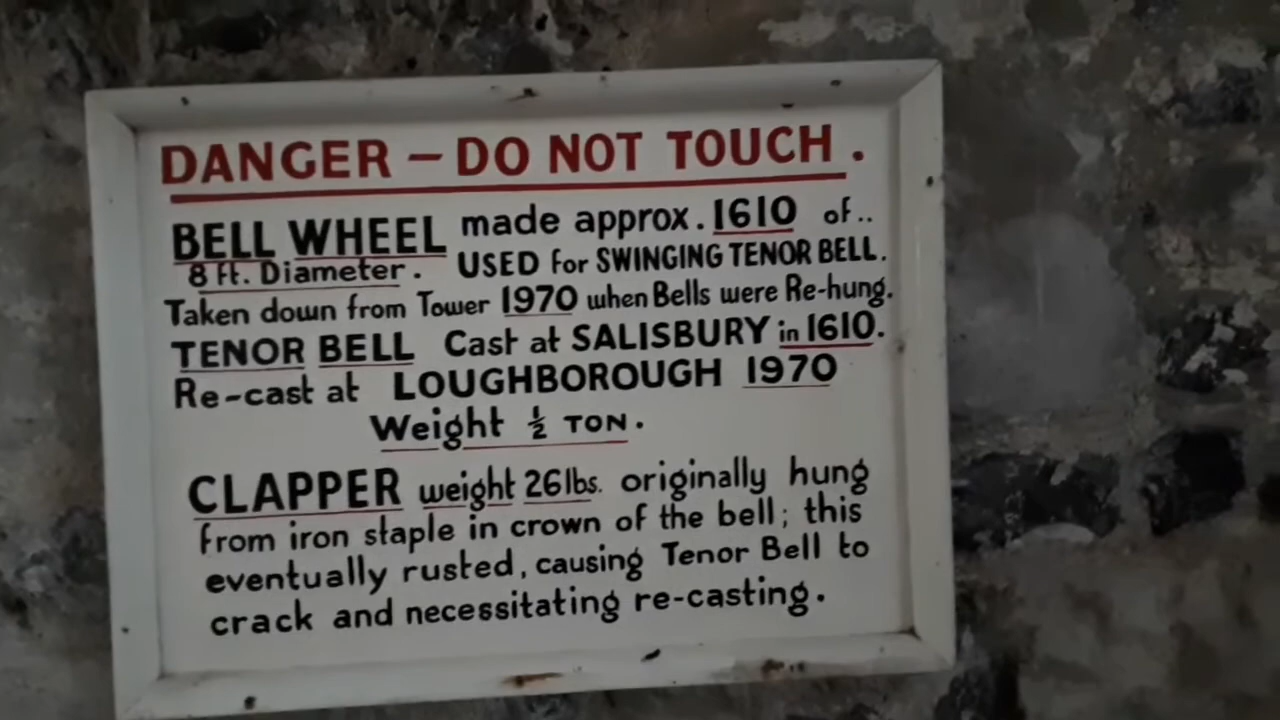 DANGER – DO NOT TOUCH.
BELL WHEEL made approx. 1610 of..
8 Ft. Diameter. USED for SWINGING TENOR BELL.
Taken down from Tower 1970 when Bells were Re-hung.
TENOR BELL Cast at SALISBURY in 1610.
Re-cast at LOUGHBOROUGH 1970
Weight ½ TON.
CLAPPER weight 26lbs. originally hung
from iron staple in crown of the bell; this
eventually rusted, causing Tenor Bell to
crack and necessitating re-casting.